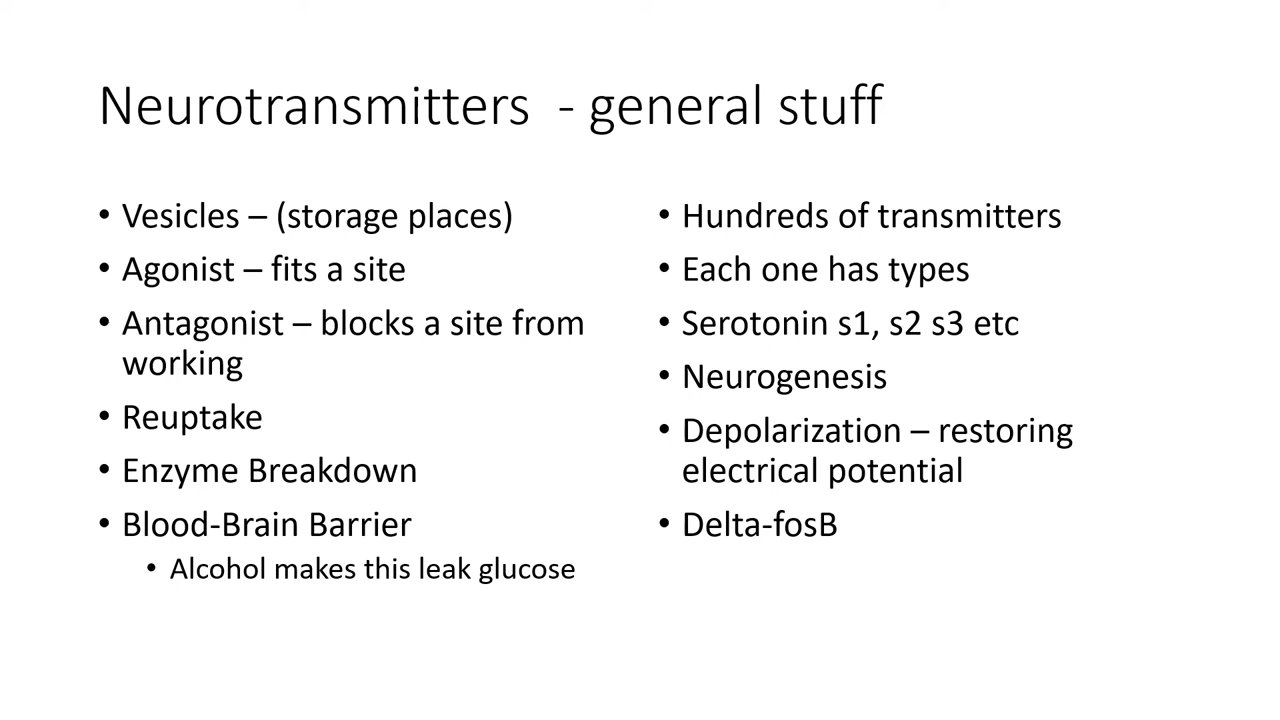 Neurotransmitters  - general stuff
• Vesicles – (storage places)
• Agonist – fits a site
• Antagonist – blocks a site from
working
• Reuptake
• Enzyme Breakdown
• Blood-Brain Barrier
• Alcohol makes this leak glucose
• Hundreds of transmitters
• Each one has types
• Serotonin s1, s2 s3 etc
• Neurogenesis
• Depolarization – restoring
electrical potential
• Delta-fosB